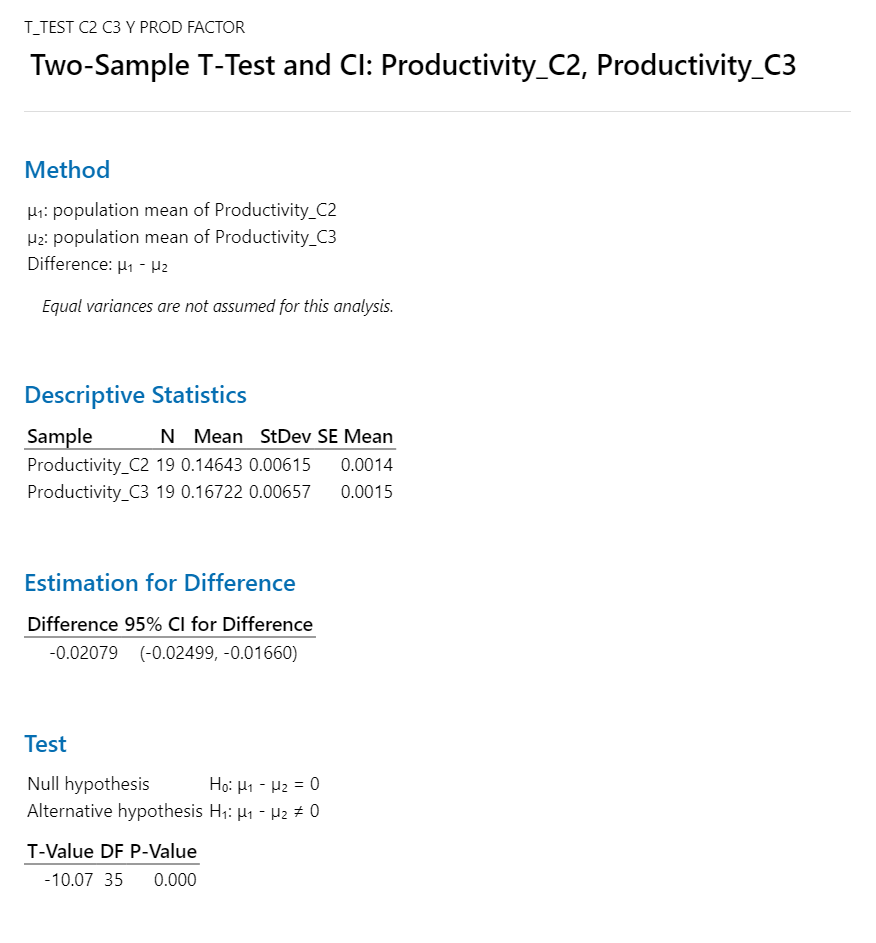 T_TEST C2 C3 Y PROD FACTOR
Two-Sample T-Test and CI: Productivity_C2, Productivity_C3
Method
μ₁: population mean of Productivity_C2
µ₂: population mean of Productivity_C3
Difference: μ₁ - µ₂
Equal variances are not assumed for this analysis.
Descriptive Statistics
Sample N Mean StDev SE Mean
Productivity_C2 19 0.14643 0.00615 0.0014
Productivity_C3 19 0.16722 0.00657 0.0015
Estimation for Difference
Difference 95% CI for Difference
-0.02079 (-0.02499, -0.01660)
Test
Null hypothesis H₀: μ₁ - µ₂ = 0
Alternative hypothesis H₁: μ₁ - µ₂ ≠ 0
T-Value DF P-Value
-10.07 35 0.000